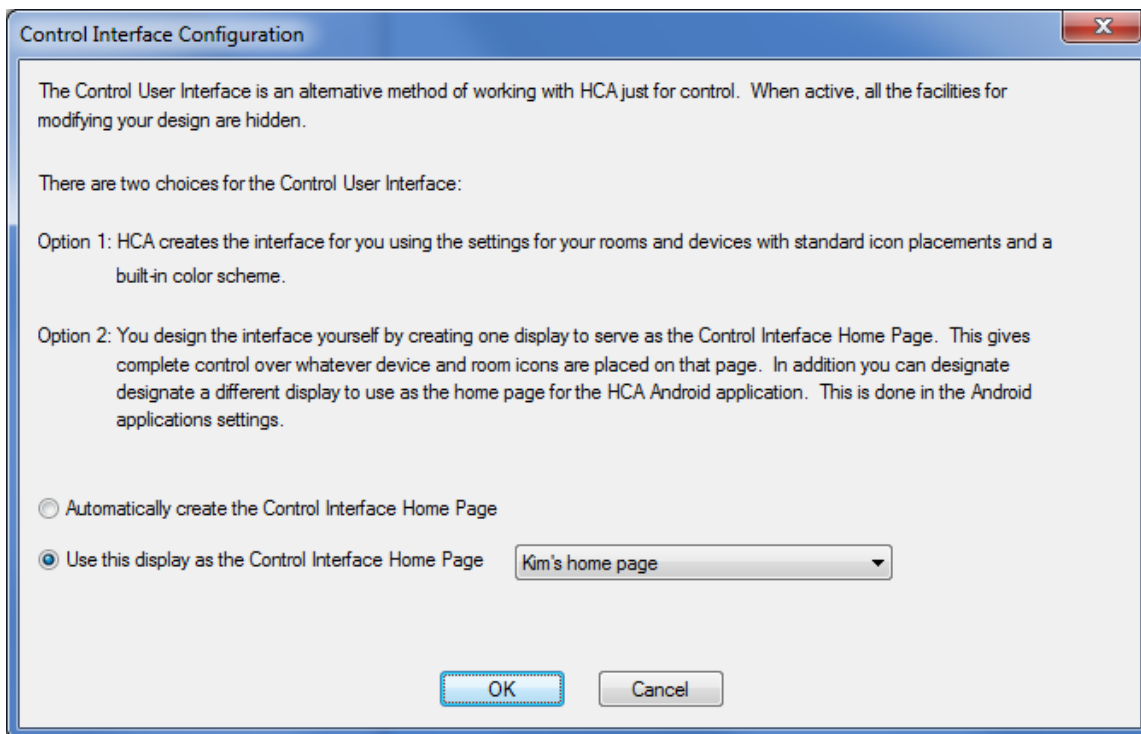 Control Interface Configuration
The Control User Interface is an alternative method of working with HCA just for control.  When active, all the facilities for
modifying your design are hidden.
There are two choices for the Control User Interface:
Option 1: HCA creates the interface for you using the settings for your rooms and devices with standard icon placements and a
built-in color scheme.
Option 2: You design the interface yourself by creating one display to serve as the Control Interface Home Page.  This gives
complete control over whatever device and room icons are placed on that page.  In addition you can designate
designate a different display to use as the home page for the HCA Android application.  This is done in the Android
applications settings.
Automatically create the Control Interface Home Page
Use this display as the Control Interface Home Page Kim's home page
OK Cancel